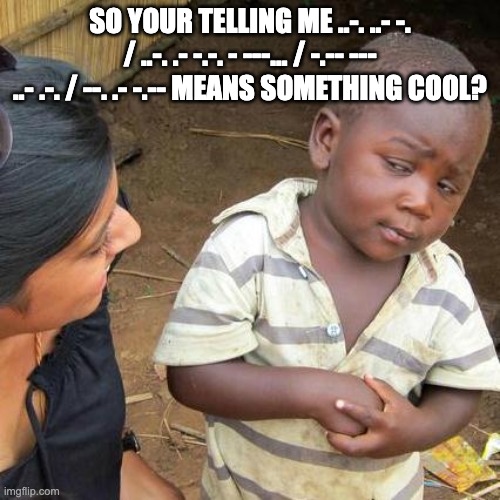 SO YOUR TELLING ME ..-. ..- -.
/ ..-. .- -.-. - ---... / -.-- ---
..- .-. / --. .- -.-- MEANS SOMETHING COOL?
imgflip.com